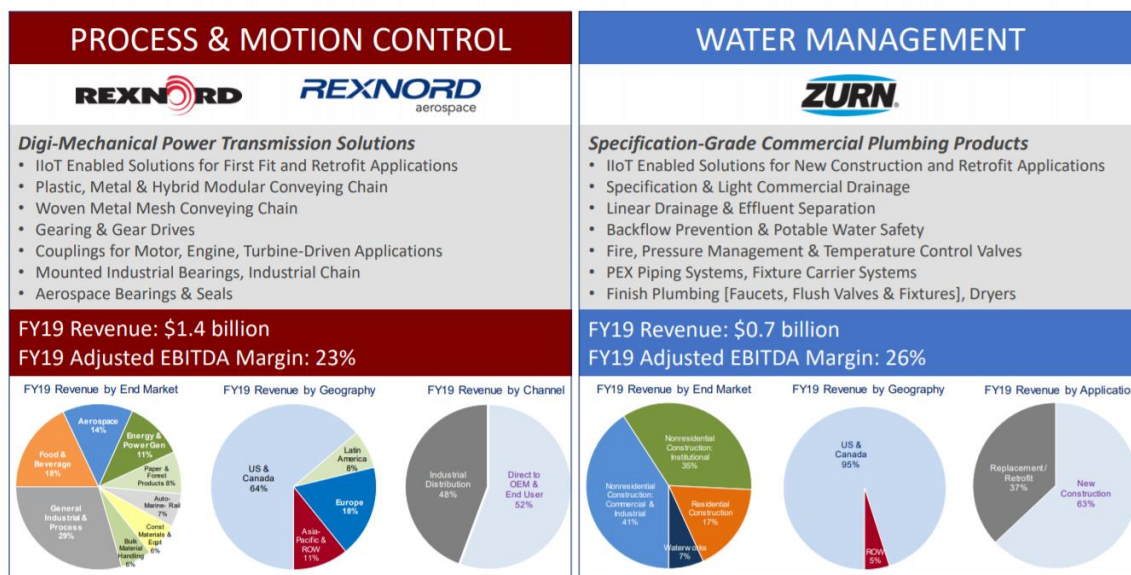 PROCESS & MOTION CONTROL
REXNORD
REXNORD
aerospace
Digi-Mechanical Power Transmission Solutions
• IIoT Enabled Solutions for First Fit and Retrofit Applications
• Plastic, Metal & Hybrid Modular Conveying Chain
• Woven Metal Mesh Conveying Chain
• Gearing & Gear Drives
• Couplings for Motor, Engine, Turbine-Driven Applications
• Mounted Industrial Bearings, Industrial Chain
• Aerospace Bearings & Seals
FY19 Revenue: $1.4 billion
FY19 Adjusted EBITDA Margin: 23%
FY19 Revenue by End Market
Aerospace
14%
Energy &
Power Gen
11%
Paper &
Forest
Products 8%
Auto-
Marine- Rail
7%
Const
Materials &
Eqpt
6%
Bulk
Material
Handling
6%
General
Industrial &
Process
29%
Food &
Beverage
18%
FY19 Revenue by Geography
US &
Canada
64%
Latin
America
8%
Europe
18%
Asia-
Pacific &
ROW
11%
FY19 Revenue by Channel
Industrial
Distribution
48%
Direct to
OEM &
End User
52%
WATER MANAGEMENT
ZURN
Specification-Grade Commercial Plumbing Products
• IIoT Enabled Solutions for New Construction and Retrofit Applications
• Specification & Light Commercial Drainage
• Linear Drainage & Effluent Separation
• Backflow Prevention & Potable Water Safety
• Fire, Pressure Management & Temperature Control Valves
• PEX Piping Systems, Fixture Carrier Systems
• Finish Plumbing [Faucets, Flush Valves & Fixtures], Dryers
FY19 Revenue: $0.7 billion
FY19 Adjusted EBITDA Margin: 26%
FY19 Revenue by End Market
Nonresidential
Construction:
Institutional
35%
Residential
Construction
17%
Waterworks
7%
Nonresidential
Construction:
Commercial &
Industrial
41%
FY19 Revenue by Geography
US &
Canada
95%
ROW
5%
FY19 Revenue by Application
Replacement/
Retrofit
37%
New
Construction
63%